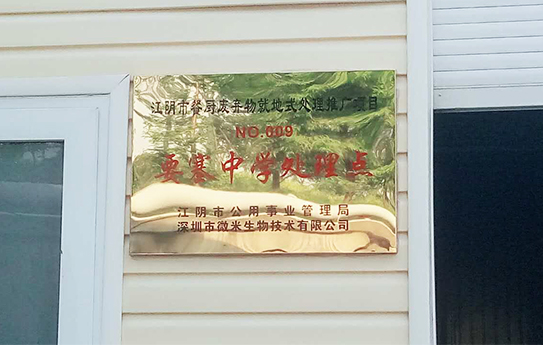 江阴市餐厨废弃物就地式处理推广项目
NO.009
要塞中学处理点
江阴市公用事业管理局
深圳市微米生物技术有限公司